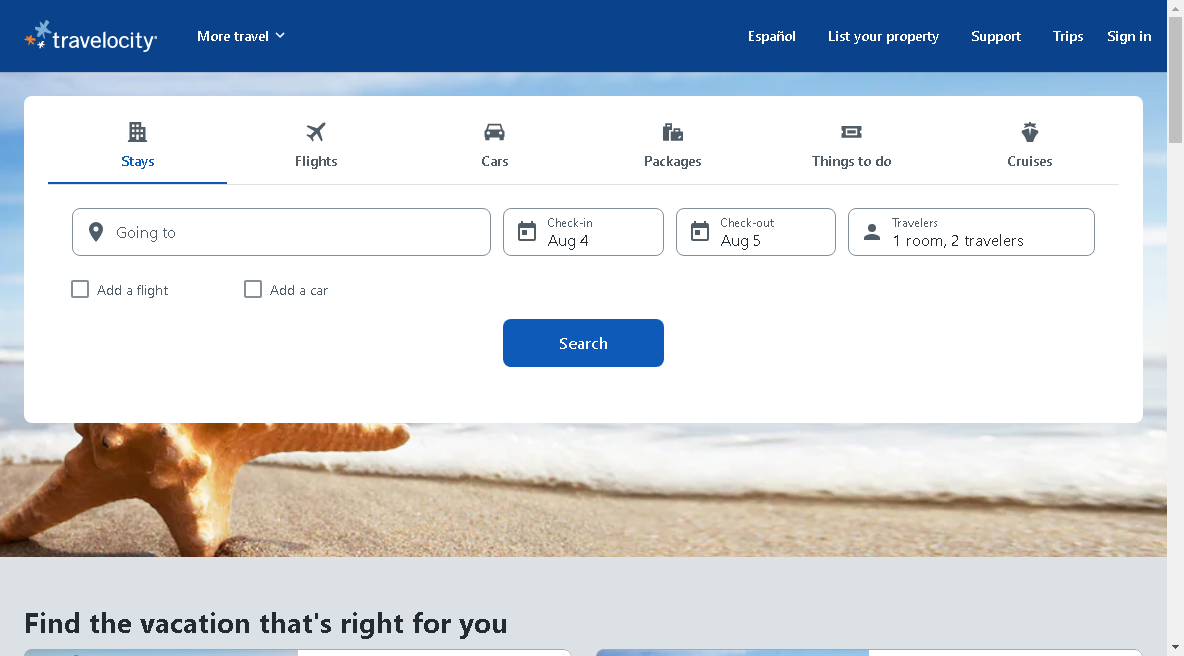 travelocity
More travel
Español
List your property
Support
Trips
Sign in
Stays
Flights
Cars
Packages
Things to do
Cruises
Going to
Check-in
Aug 4
Check-out
Aug 5
Travelers
1 room, 2 travelers
Add a flight
Add a car
Search
Find the vacation that's right for you